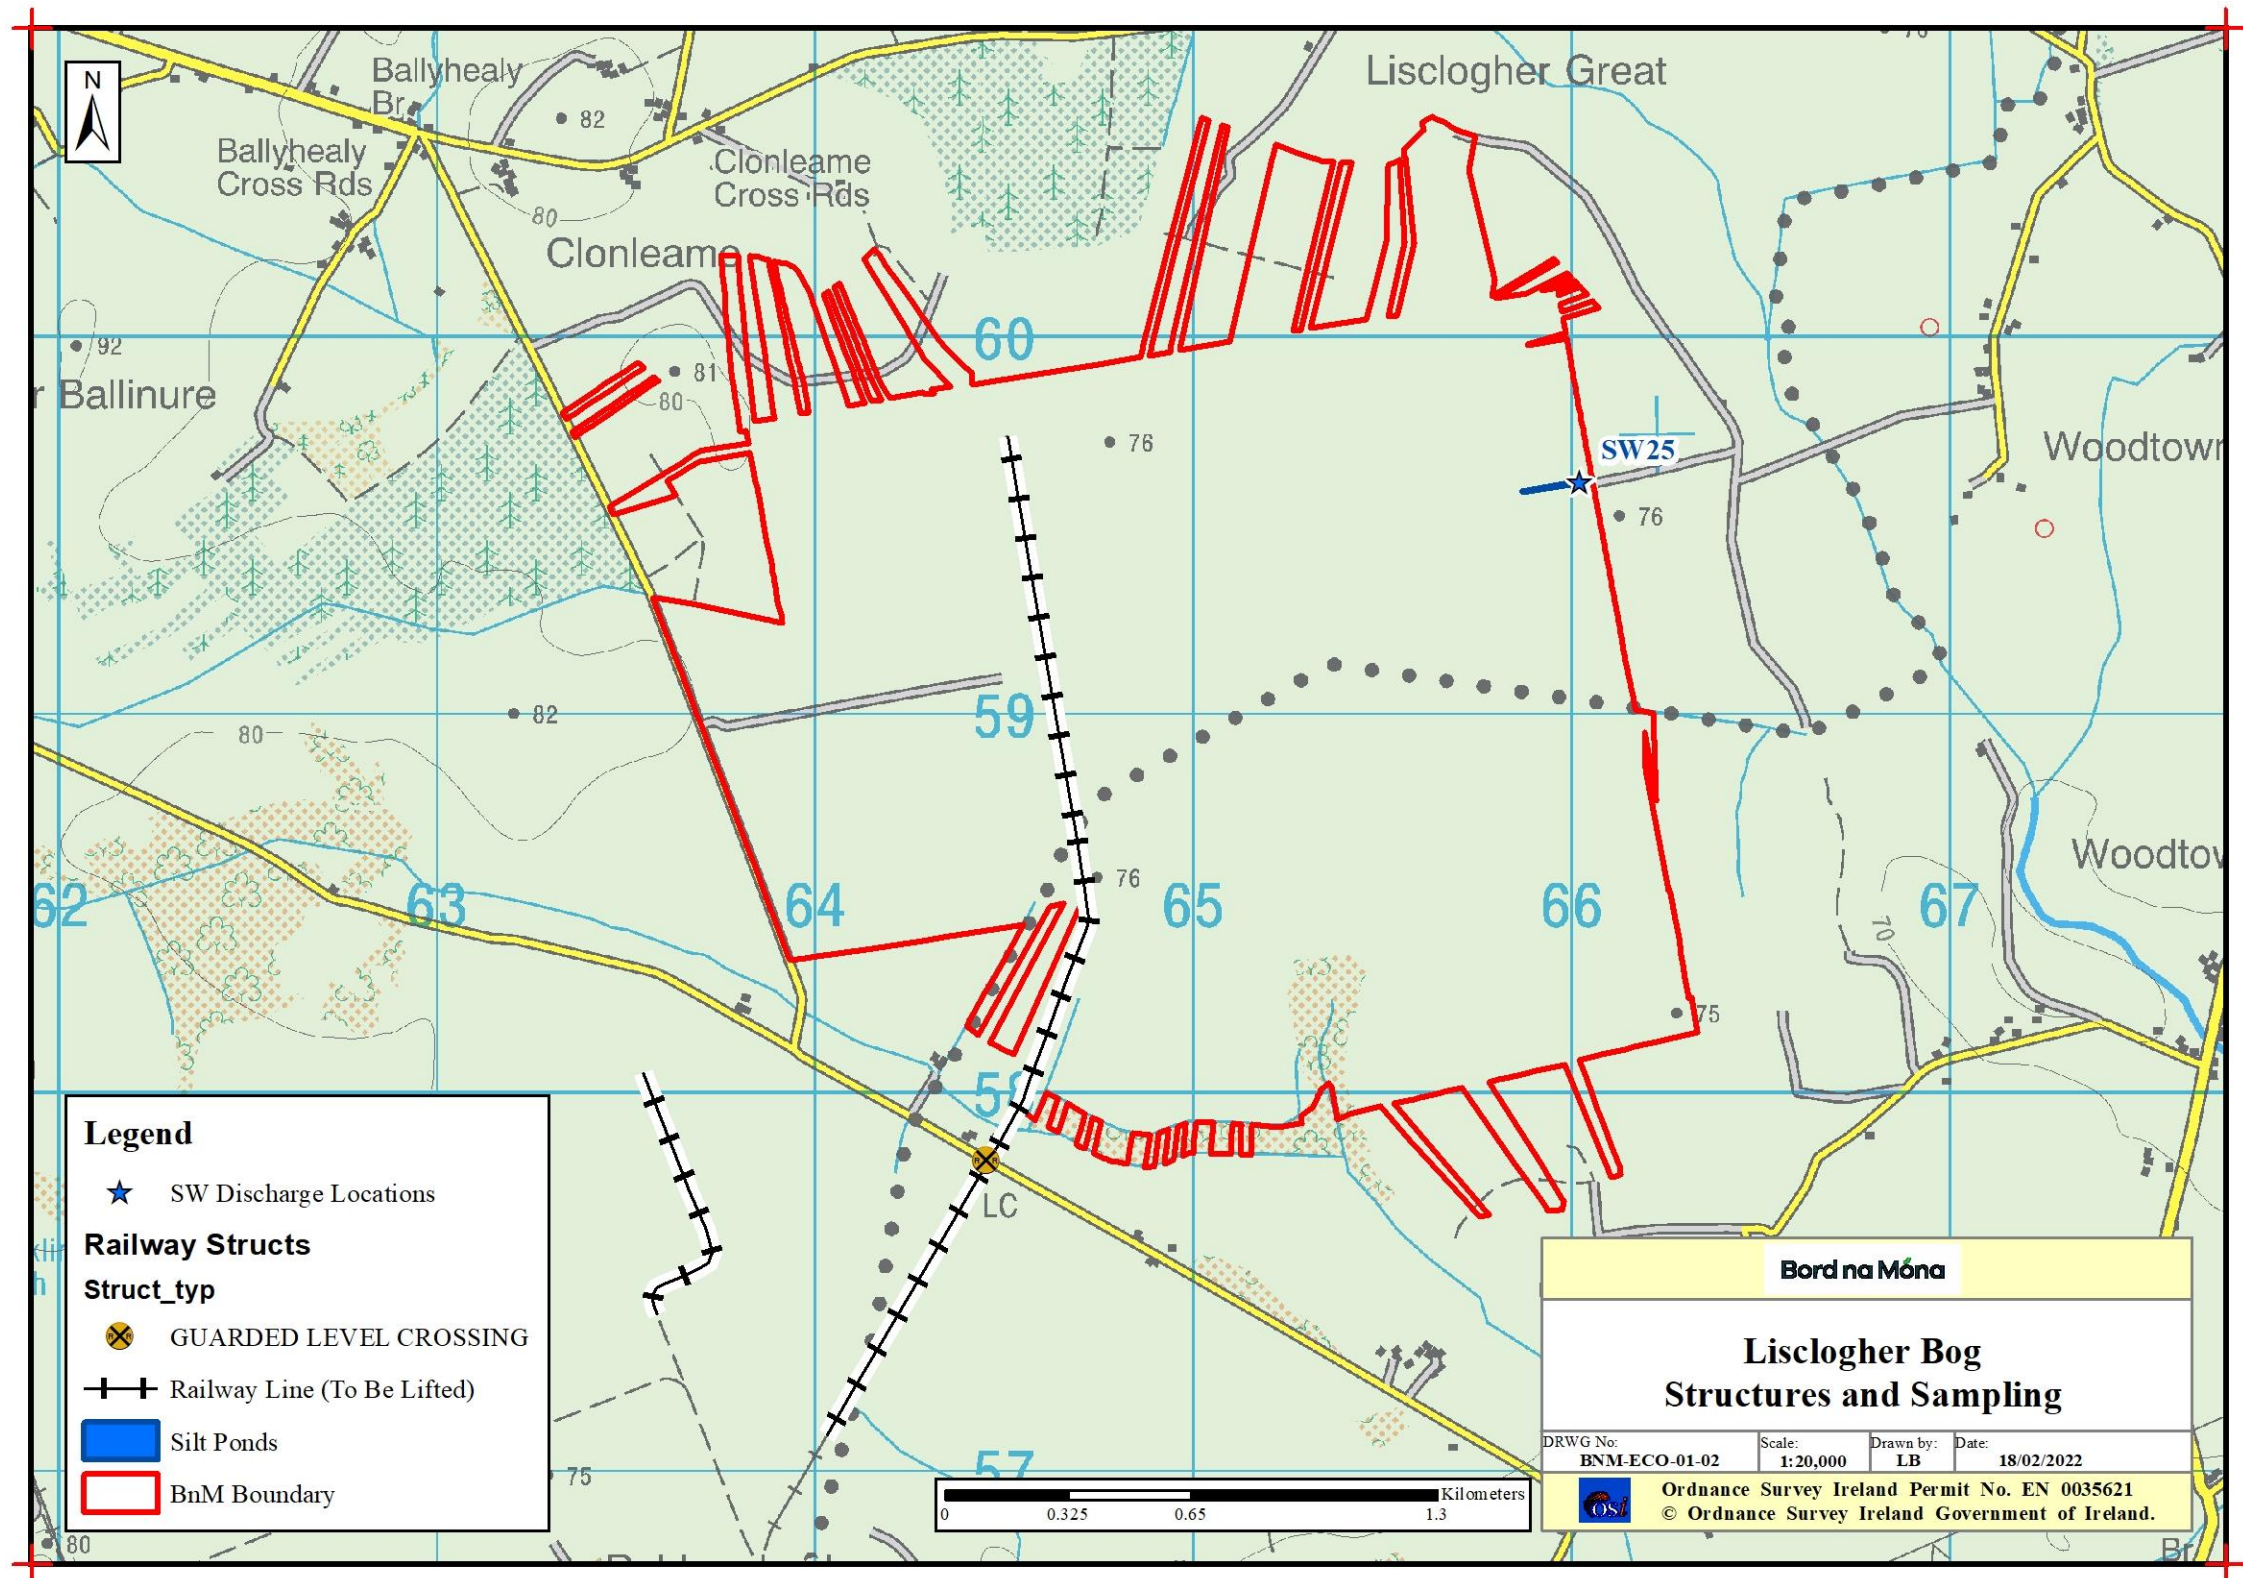 N
Ballyhealy
Br
82
Lisclogher Great
Ballyhealy
Cross Rds
Clonleame
Cross Rds
80
Clonleame
92
60
81
80
r Ballinure
76
SW25
Woodtown
76
59
82
80
76
Woodtow
62
63
64
65
66
67
70
75
58
LC
57
75
80
Br
Legend
SW Discharge Locations
Railway Structs
Struct_typ
GUARDED LEVEL CROSSING
Railway Line (To Be Lifted)
Silt Ponds
BnM Boundary
Kilometers
0 0.325 0.65 1.3
Bord na Móna
Lisclogher Bog
Structures and Sampling
DRWG No: Scale: Drawn by: Date:
BNM-ECO-01-02 1:20,000 LB 18/02/2022
Osi
Ordnance Survey Ireland Permit No. EN 0035621
© Ordnance Survey Ireland Government of Ireland.